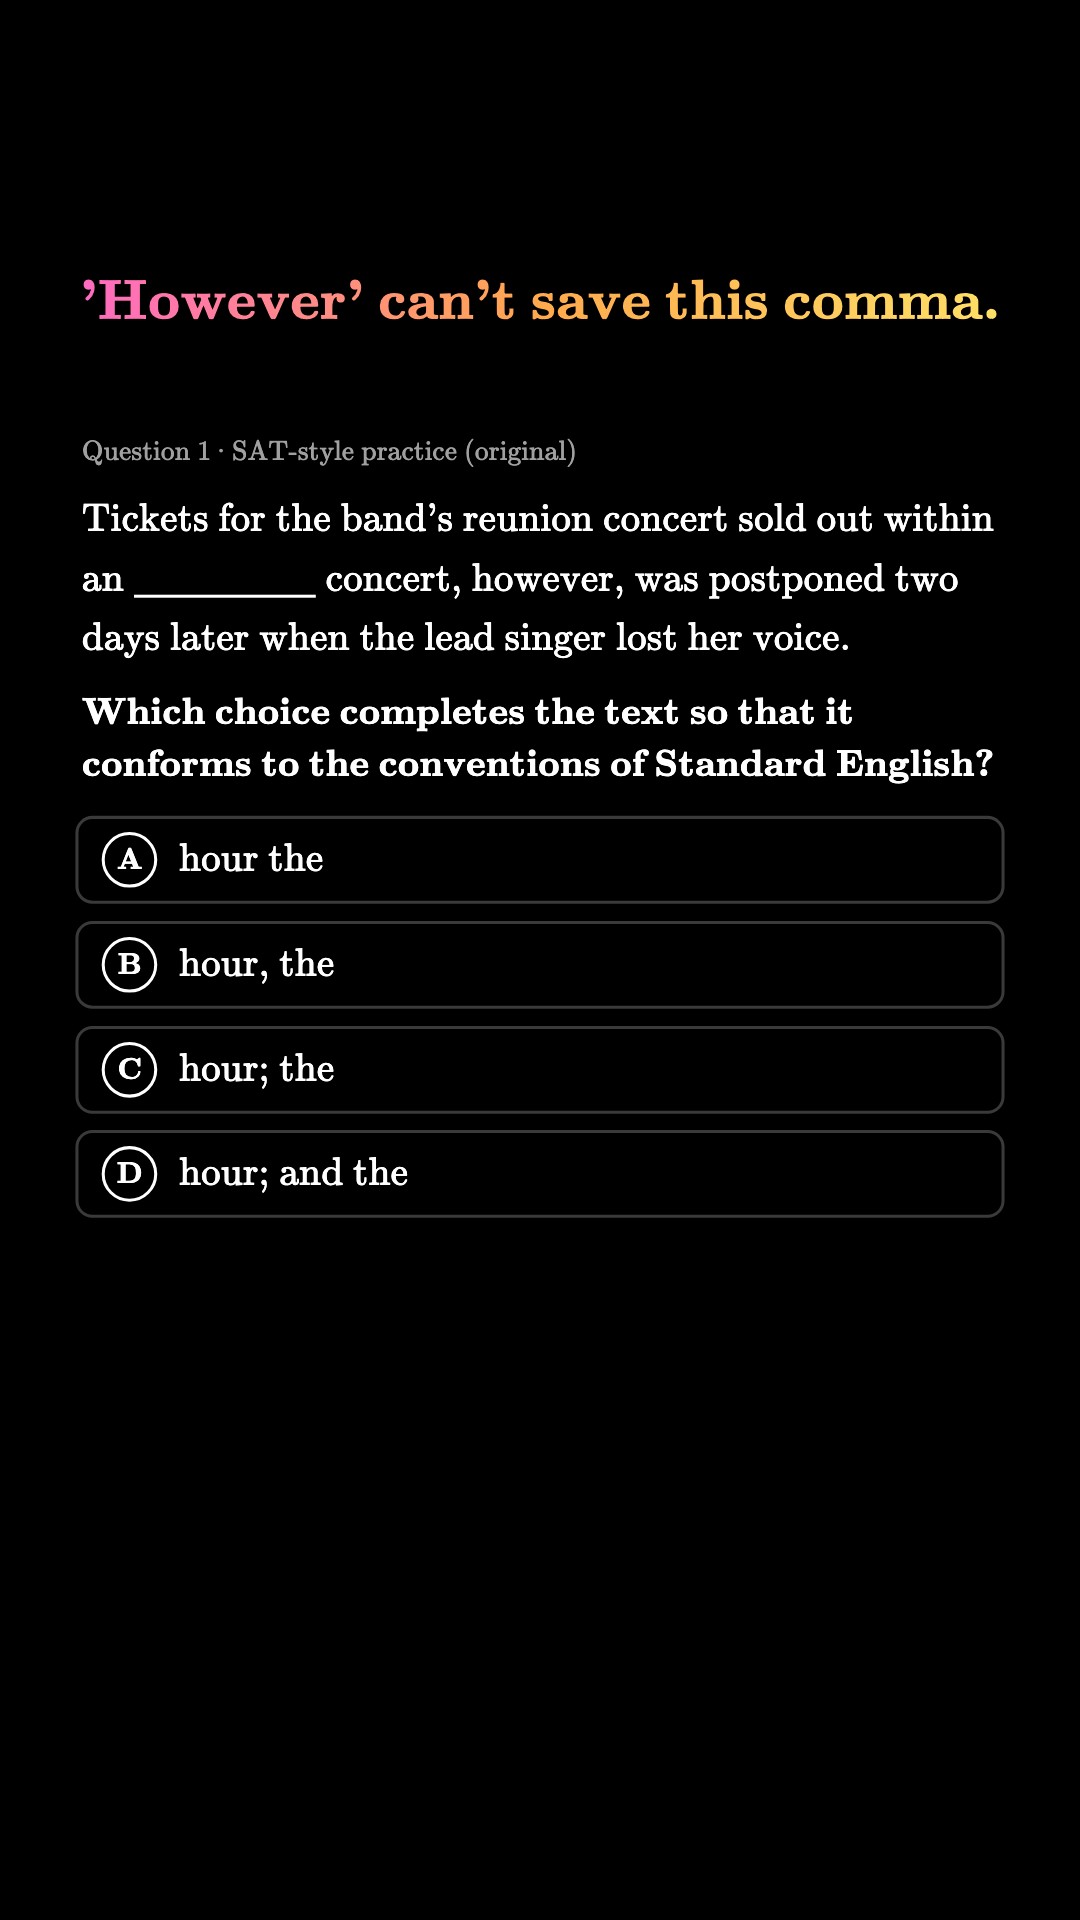 ’However’ can’t save this comma.
Question 1 · SAT-style practice (original)
Tickets for the band’s reunion concert sold out within
an __________ concert, however, was postponed two
days later when the lead singer lost her voice.
Which choice completes the text so that it
conforms to the conventions of Standard English?
A hour the
B hour, the
C hour; the
D hour; and the